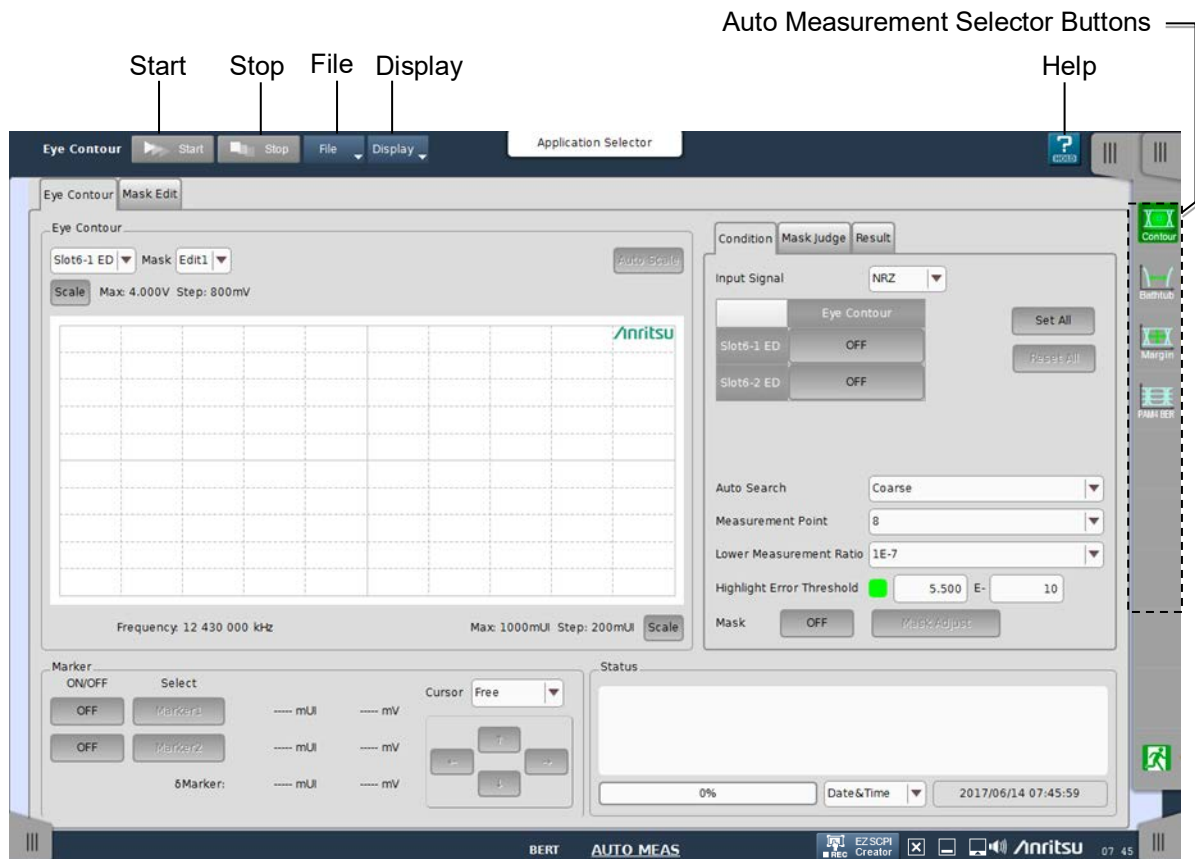 Auto Measurement Selector Buttons
Start Stop File Display Help
Eye Contour Start Stop File Display Application Selector ? HOLD
Eye Contour Mask Edit
Eye Contour
Slot6-1 ED Mask Edit1 Auto Scale
Scale Max: 4.000V Step: 800mV
Anritsu
Frequency: 12 430 000 kHz Max: 1000mUI Step: 200mUI Scale
Condition Mask Judge Result
Input Signal NRZ
Eye Contour
Slot6-1 ED OFF
Slot6-2 ED OFF
Set All
Reset All
Auto Search Coarse
Measurement Point 8
Lower Measurement Ratio 1E-7
Highlight Error Threshold 5.500 E- 10
Mask OFF Mask Adjust
Contour
Bathtub
Margin
PAM4 BER
Marker
ON/OFF Select
OFF Marker1 ----- mUI ----- mV
OFF Marker2 ----- mUI ----- mV
δMarker: ----- mUI ----- mV
Cursor Free
↑
← →
↓
Status
0% Date&Time 2017/06/14 07:45:59
BERT AUTO MEAS REC EZSCPI Creator Anritsu 07 45